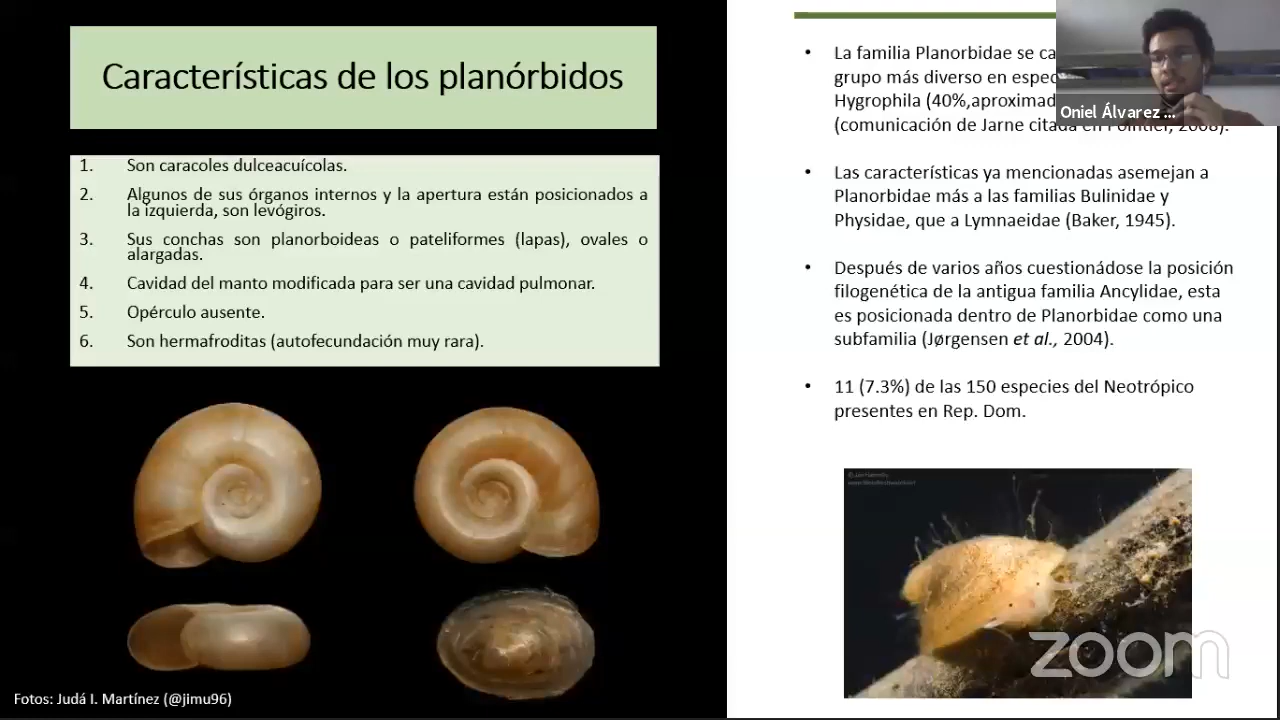 Características de los planórbidos
1. Son caracoles dulceacuícolas.
2. Algunos de sus órganos internos y la apertura están posicionados a
la izquierda, son levógiros.
3. Sus conchas son planorboideas o pateliformes (lapas), ovales o
alargadas.
4. Cavidad del manto modificada para ser una cavidad pulmonar.
5. Opérculo ausente.
6. Son hermafroditas (autofecundación muy rara).
Fotos: Judá I. Martínez (@jimu96)
• La familia Planorbidae se ca
grupo más diverso en espec
Hygrophila (40%,aproximad
(comunicación de Jarne citada en Pointier, 2008).
• Las características ya mencionadas asemejan a
Planorbidae más a las familias Bulinidae y
Physidae, que a Lymnaeidae (Baker, 1945).
• Después de varios años cuestionádose la posición
filogenética de la antigua familia Ancylidae, esta
es posicionada dentro de Planorbidae como una
subfamilia (Jørgensen et al., 2004).
• 11 (7.3%) de las 150 especies del Neotrópico
presentes en Rep. Dom.
Oniel Álvarez ...
zoom